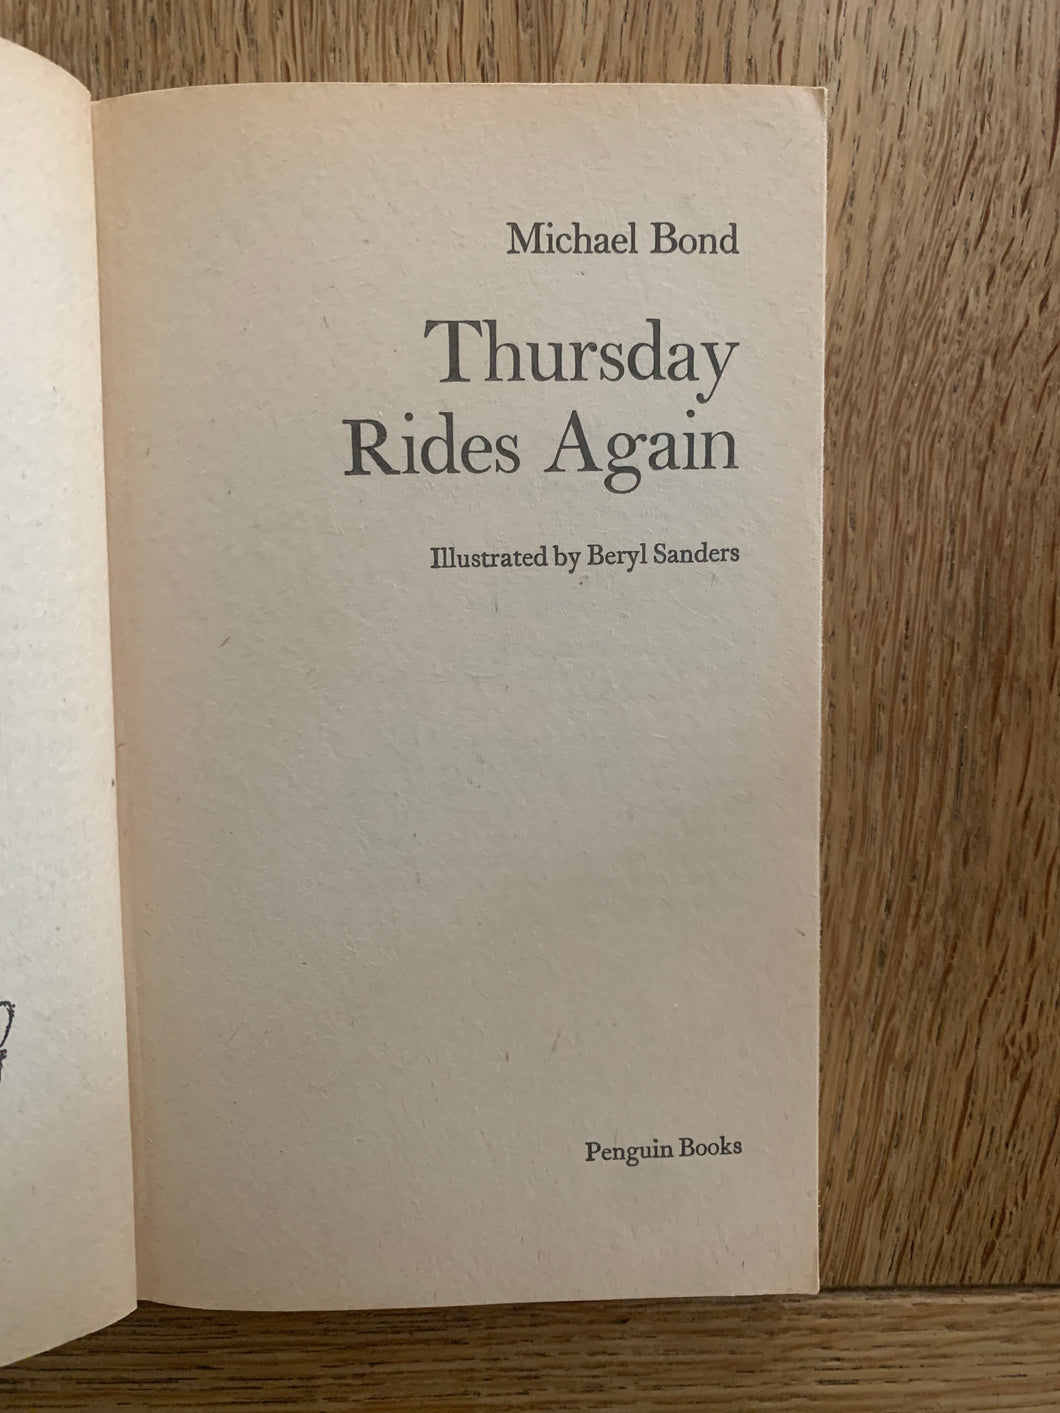 Michael Bond
Thursday
Rides Again
Illustrated by Beryl Sanders
Penguin Books